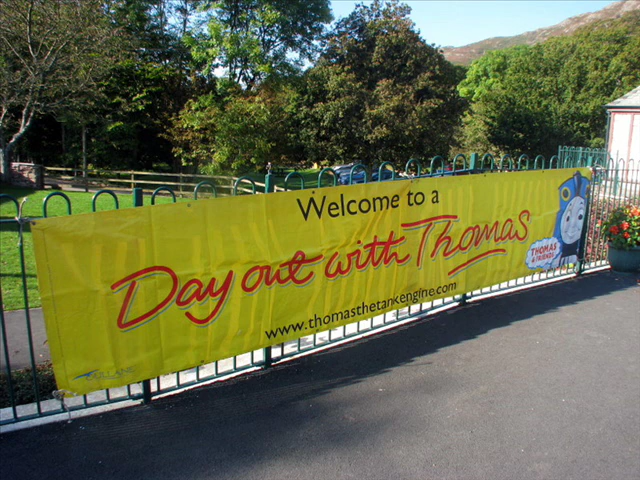 Welcome to a
Day out with Thomas
www.thomasthetankengine.com
THOMAS
& FRIENDS